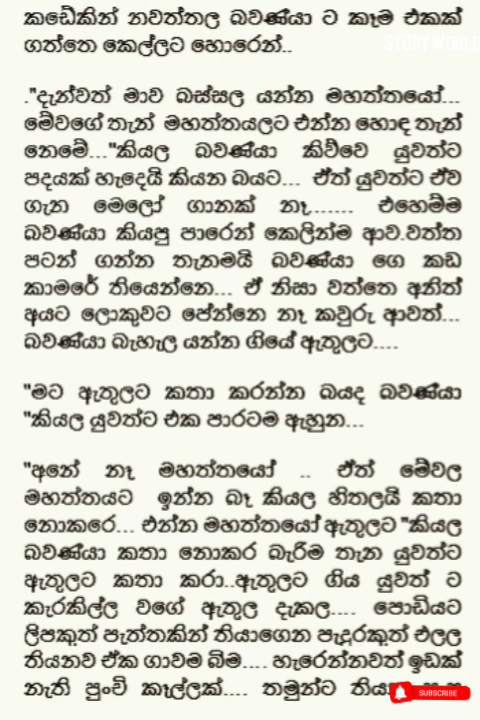 කඩේකින් නවත්තල බවණ්යා ට කෑම එකක්
ගත්තෙ කෙල්ලට හොරෙන්..
."දැන්වත් මාව බස්සල යන්න මහත්තයෝ...
මේවගේ තැන් මහත්තයලට එන්න හොඳ තැන්
නෙමේ..."කියල බවණ්යා කිව්වෙ යුවත්ට
පදයක් හැදෙයි කියන බයට... ඒත් යුවත්ට ඒව
ගැන මෙලෝ ගානක් නෑ....... එහෙම්ම
බවණ්යා කියපු පාරෙන් කෙලින්ම ආව.වත්ත
පටන් ගන්න තැනමයි බවණ්යා ගෙ කඩ
කාමරේ තියෙන්නෙ... ඒ නිසා වත්තෙ අනිත්
අයට ලොකුවට පේන්නෙ නෑ කවුරු ආවත්...
බවණ්යා බැහැල යන්න ගියේ ඇතුලට....
"මට ඇතුලට කතා කරන්න බයද බවණ්යා
"කියල යුවත්ට එක පාරටම ඇහුන...
"අනේ නෑ මහත්තයෝ .. ඒත් මේවල
මහත්තයට ඉන්න බෑ කියල හිතලයි කතා
නොකරෙ... එන්න මහත්තයෝ ඇතුලට "කියල
බවණ්යා කතා නොකර බැරිම තැන යුවත්ට
ඇතුලට කතා කරා..ඇතුලට ගිය යුවත් ට
කැරකිල්ල වගේ ඇතුල දැකල.... පොඩියට
ලිපකුත් පැත්තකින් තියාගෙන පැදුරකුත් එලල
තියනව ඒක ගාවම බිම.... හැරෙන්නවත් ඉඩක්
නැති පුංචි කෑල්ලක්.... තමුන්ට
STORY WORLD
SUBSCRIBE